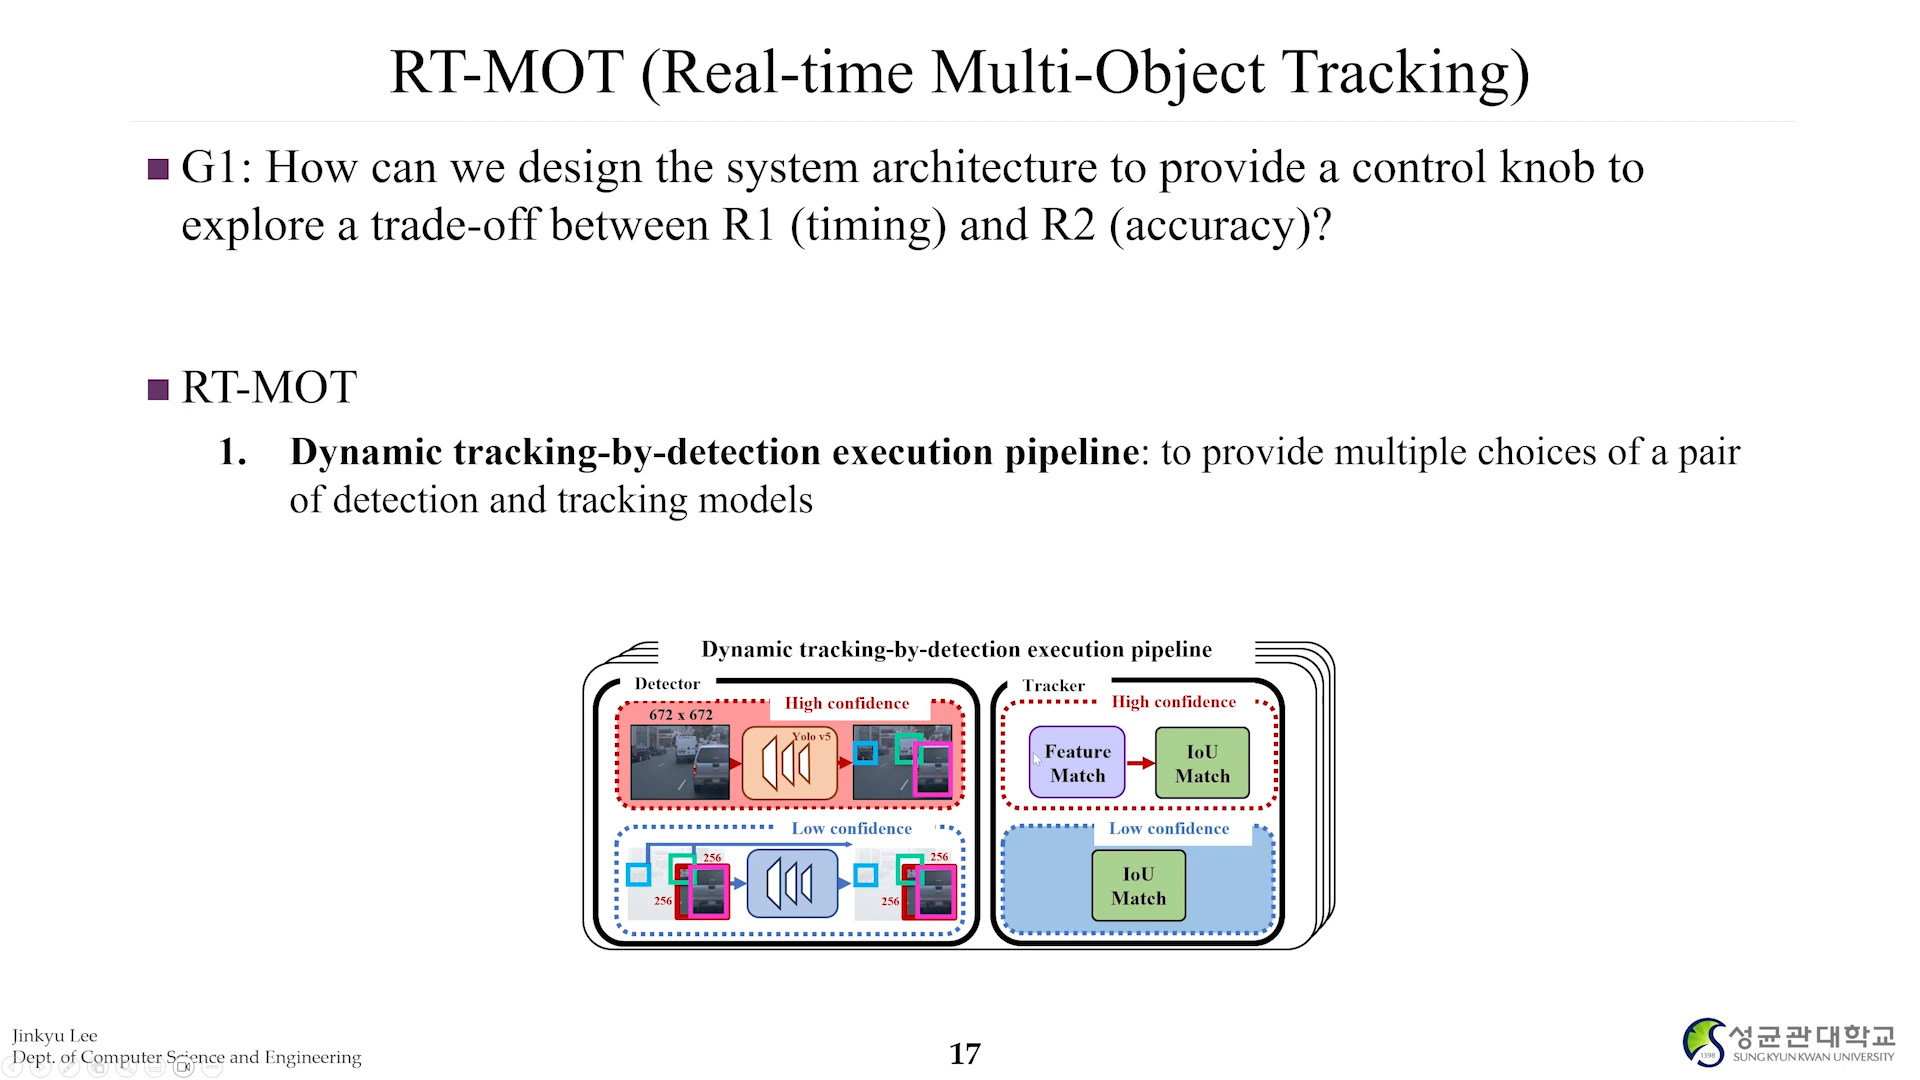 RT-MOT (Real-time Multi-Object Tracking)
G1: How can we design the system architecture to provide a control knob to
explore a trade-off between R1 (timing) and R2 (accuracy)?
RT-MOT
1. Dynamic tracking-by-detection execution pipeline: to provide multiple choices of a pair
of detection and tracking models
Dynamic tracking-by-detection execution pipeline
Detector
High confidence
672 x 672
Yolo v5
Low confidence
256
256
256
256
Tracker
High confidence
Feature
Match
IoU
Match
Low confidence
IoU
Match
Jinkyu Lee
Dept. of Computer Science and Engineering
17
1398
성균관대학교
SUNG KYUN KWAN UNIVERSITY